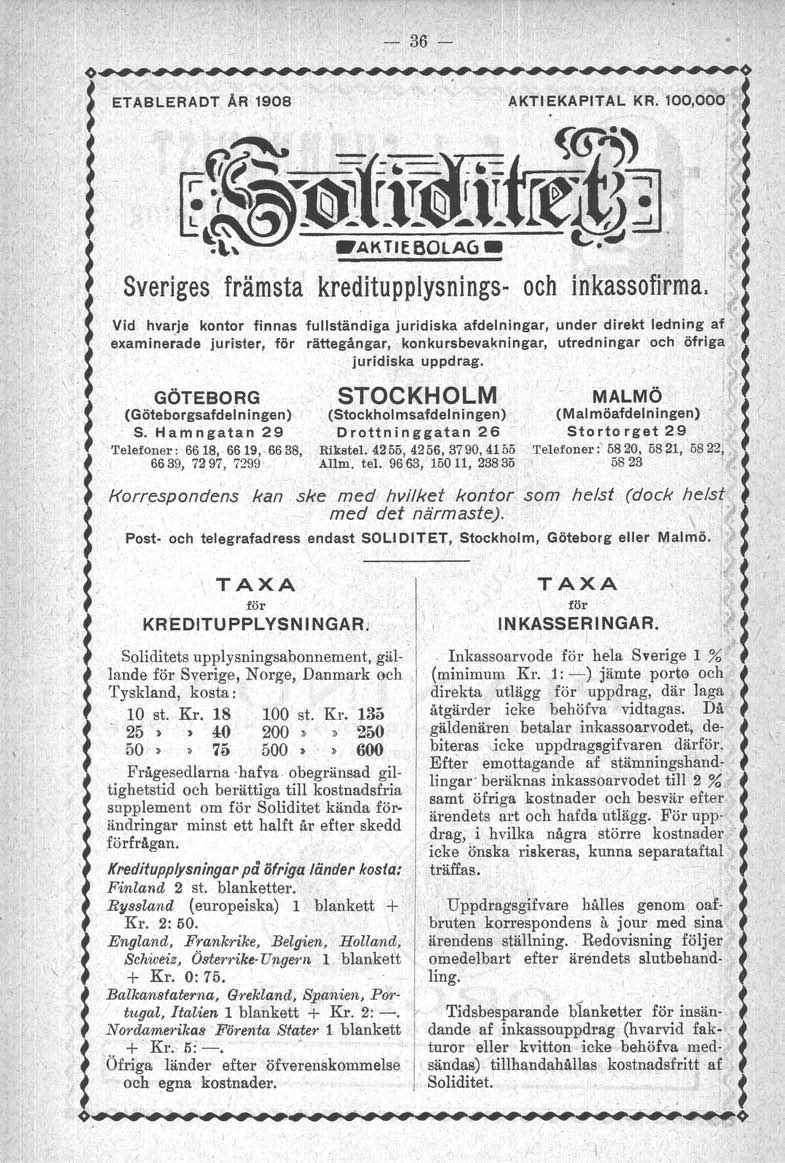 — 36 —
ETABLERADT ÅR 1908 AKTIEKAPITAL KR. 100,000
Soliditet
AKTIEBOLAG
Sveriges främsta kreditupplysnings- och inkassofirma.
Vid hvarje kontor finnas fullständiga juridiska afdelningar, under direkt ledning af
examinerade jurister, för rättegångar, konkursbevakningar, utredningar och öfriga
juridiska uppdrag.
GÖTEBORG
(Göteborgsafdelningen)
S. Hamngatan 29
Telefoner: 66 18, 66 19, 66 38,
66 39, 72 97, 7299
STOCKHOLM
(Stockholmsafdelningen)
Drottninggatan 26
Rikstel. 42 55, 42 56, 37 90, 41 55
Allm. tel. 96 63, 150 11, 238 35
MALMÖ
(Malmöafdelningen)
Stortorget 29
Telefoner: 58 20, 58 21, 58 22,
58 23
Korrespondens kan ske med hvilket kontor som helst (dock helst
med det närmaste).
Post- och telegrafadress endast SOLIDITET, Stockholm, Göteborg eller Malmö.
TAXA
för
KREDITUPPLYSNINGAR.
Soliditets upplysningsabonnement, gäl-
lande för Sverige, Norge, Danmark och
Tyskland, kosta:
10 st. Kr. 18 100 st. Kr. 135
25 » » 40 200 » » 250
50 » » 75 500 » » 600
Frågesedlarna hafva obegränsad gil-
tighetstid och berättiga till kostnadsfria
supplement om för Soliditet kända för-
ändringar minst ett halft år efter skedd
förfrågan.
Kreditupplysningar på öfriga länder kosta:
Finland 2 st. blanketter.
Ryssland (europeiska) 1 blankett +
Kr. 2: 50.
England, Frankrike, Belgien, Holland,
Schweiz, Österrike-Ungern 1 blankett
+ Kr. 0: 75.
Balkanstaterna, Grekland, Spanien, Por-
tugal, Italien 1 blankett + Kr. 2: —.
Nordamerikas Förenta Stater 1 blankett
+ Kr. 5: —.
Öfriga länder efter öfverenskommelse
och egna kostnader.
TAXA
för
INKASSERINGAR.
Inkassoarvode för hela Sverige 1 %
(minimum Kr. 1: —) jämte porto och
direkta utlägg för uppdrag, där laga
åtgärder icke behöfva vidtagas. Då
gäldenären betalar inkassoarvodet, de-
biteras icke uppdragsgifvaren därför.
Efter emottagande af stämningshand-
lingar beräknas inkassoarvodet till 2 %
samt öfriga kostnader och besvär efter
ärendets art och hafda utlägg. För upp-
drag, i hvilka några större kostnader
icke önska riskeras, kunna separataftal
träffas.
Uppdragsgifvare hålles genom oaf-
bruten korrespondens à jour med sina
ärendens ställning. Redovisning följer
omedelbart efter ärendets slutbehand-
ling.
Tidsbesparande blanketter för insän-
dande af inkassouppdrag (hvarvid fak-
turor eller kvitton icke behöfva med-
sändas) tillhandahållas kostnadsfritt af
Soliditet.